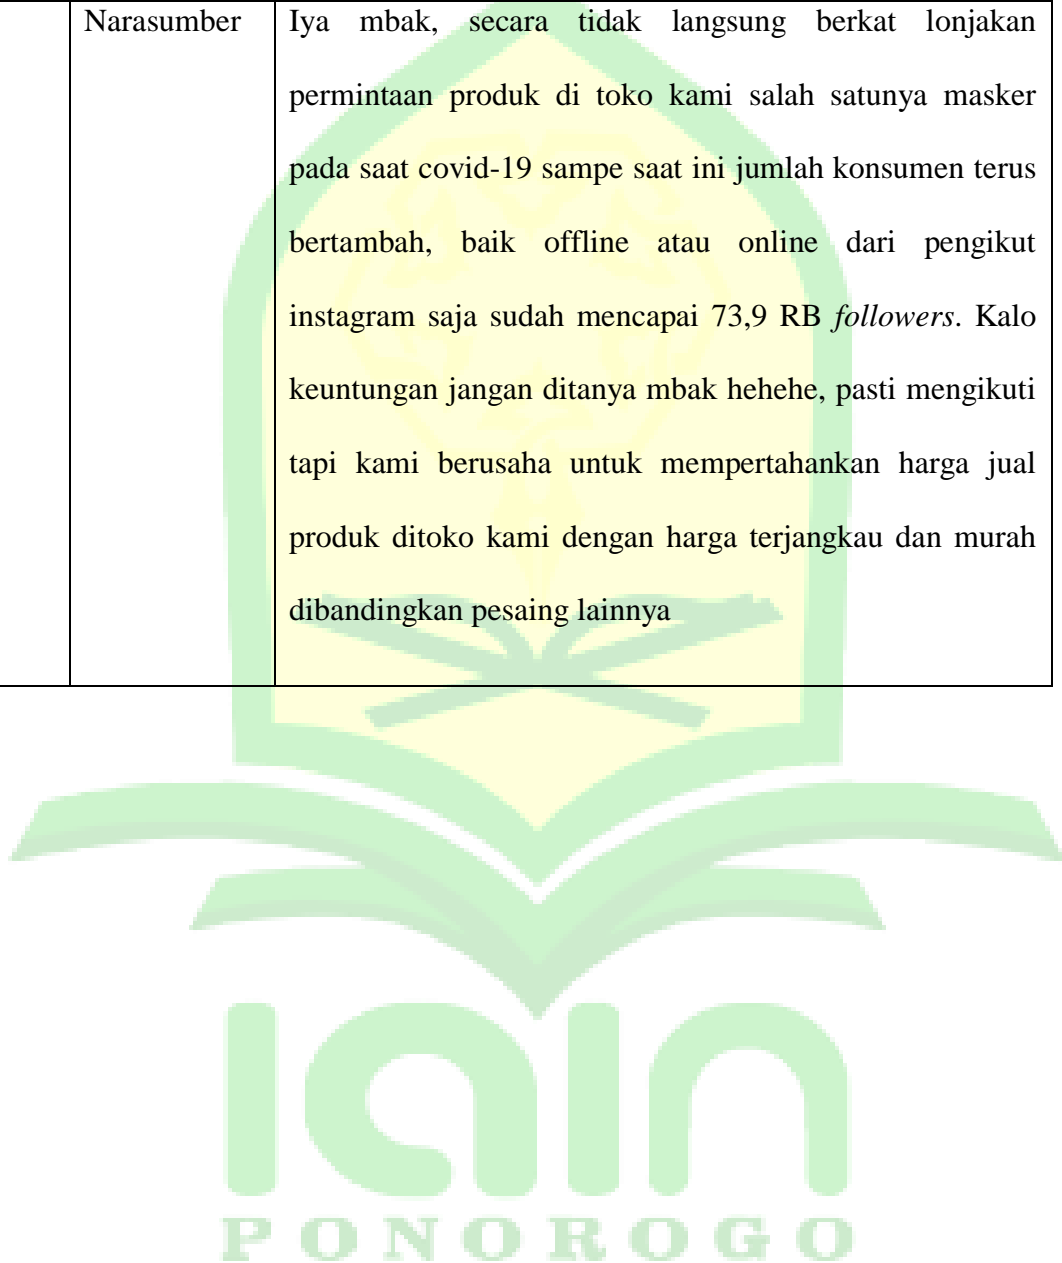 Narasumber Iya mbak, secara tidak langsung berkat lonjakan
permintaan produk di toko kami salah satunya masker
pada saat covid-19 sampe saat ini jumlah konsumen terus
bertambah, baik offline atau online dari pengikut
instagram saja sudah mencapai 73,9 RB followers. Kalo
keuntungan jangan ditanya mbak hehehe, pasti mengikuti
tapi kami berusaha untuk mempertahankan harga jual
produk ditoko kami dengan harga terjangkau dan murah
dibandingkan pesaing lainnya
iain
PONOROGO